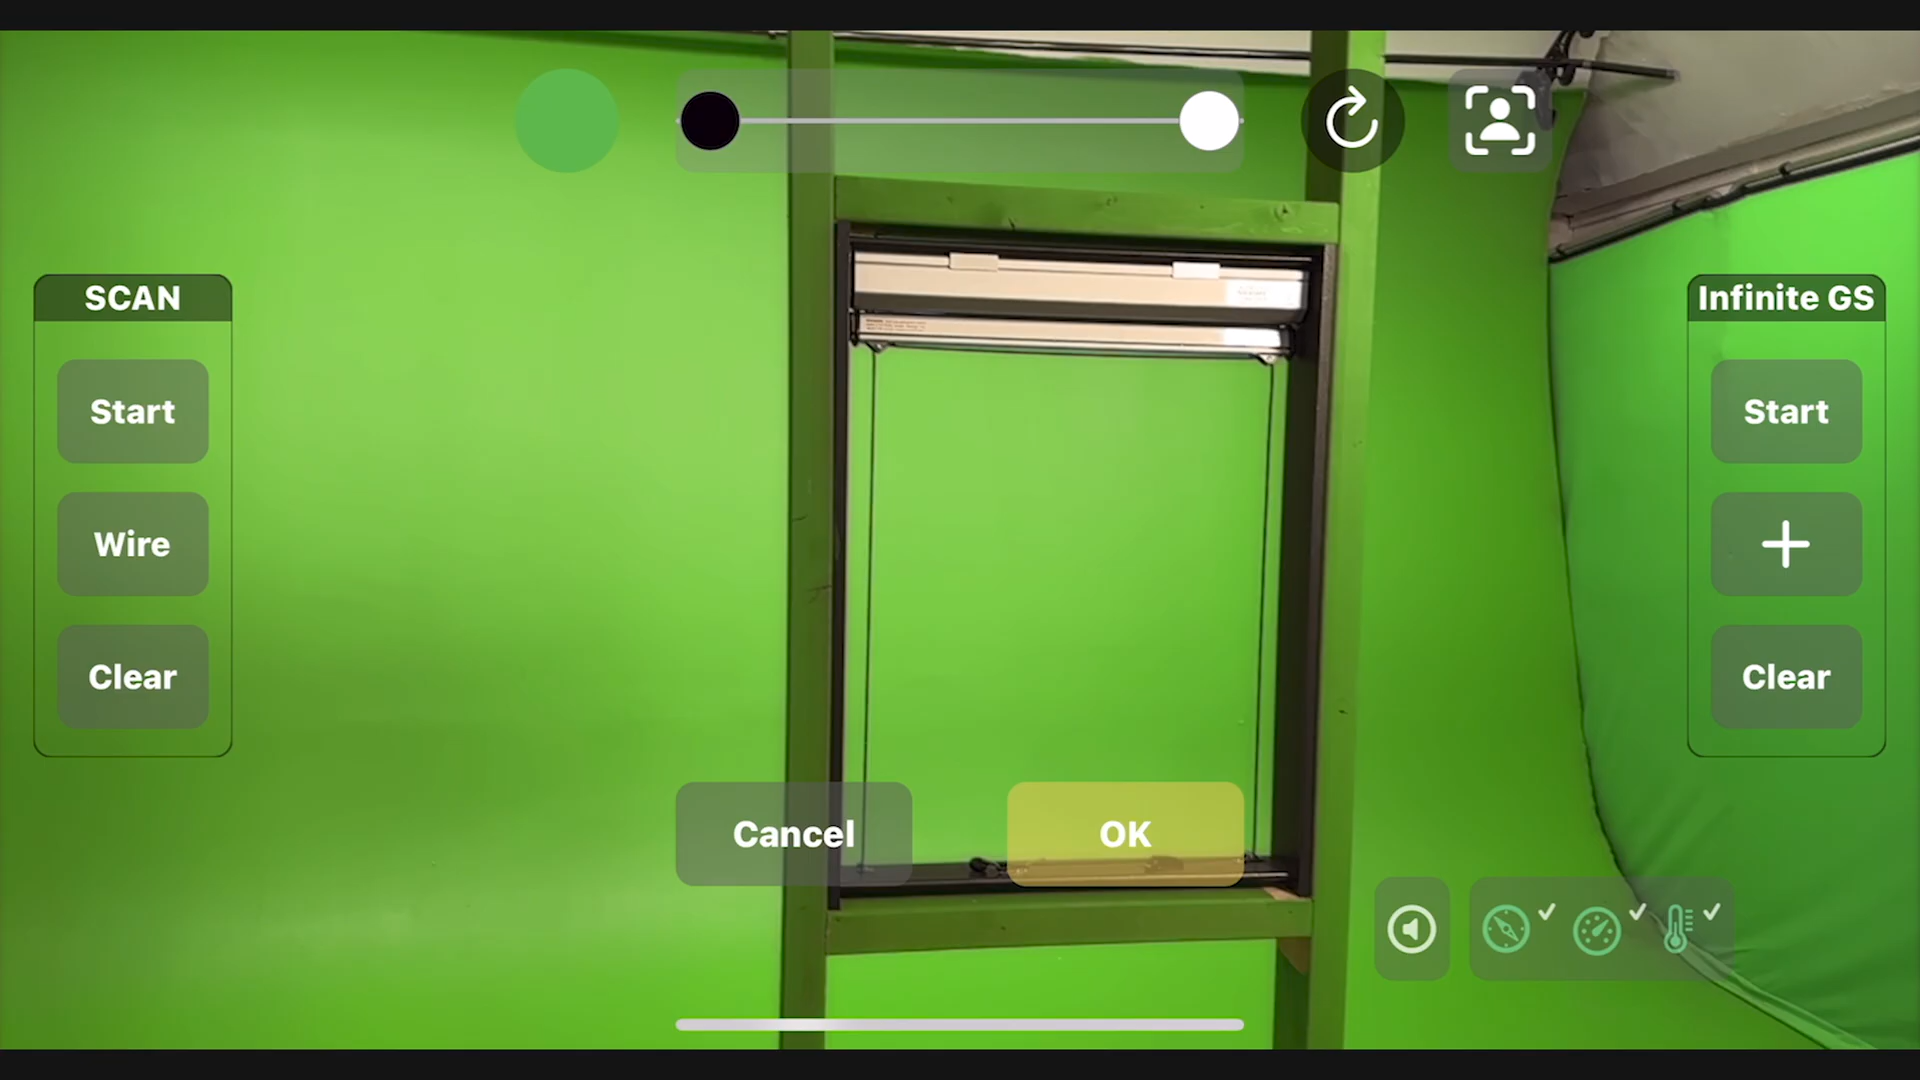 SCAN
Start
Wire
Clear
Infinite GS
Start
Clear
Cancel
OK